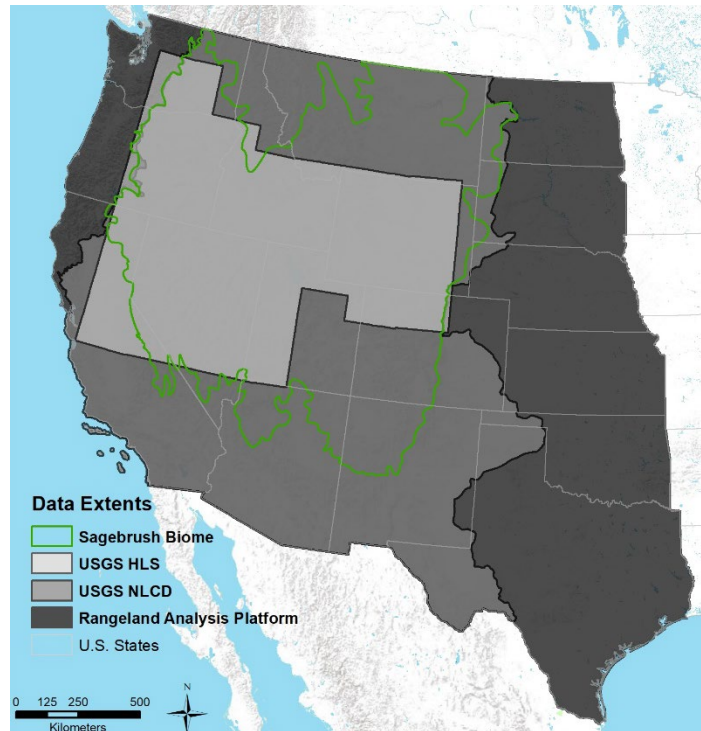 Data Extents
Sagebrush Biome
USGS HLS
USGS NLCD
Rangeland Analysis Platform
U.S. States
0 125 250 500
Kilometers
N